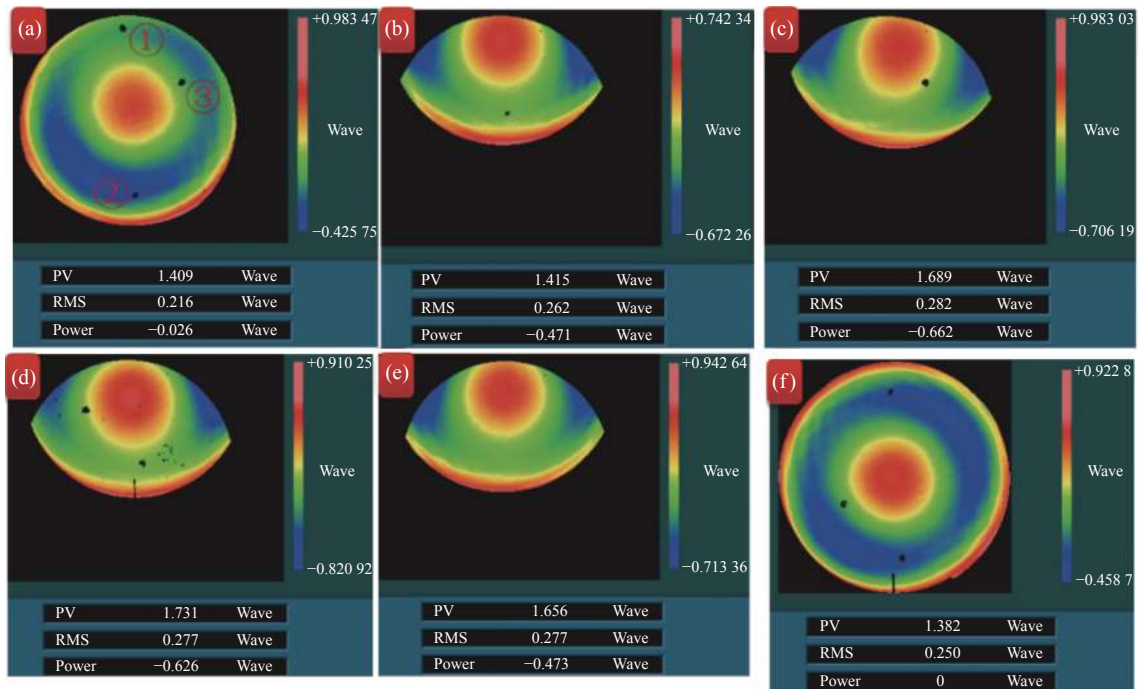 (a)
①
③
②
+0.983 47
Wave
−0.425 75
PV 1.409 Wave
RMS 0.216 Wave
Power −0.026 Wave
(b)
+0.742 34
Wave
−0.672 26
PV 1.415 Wave
RMS 0.262 Wave
Power −0.471 Wave
(c)
+0.983 03
Wave
−0.706 19
PV 1.689 Wave
RMS 0.282 Wave
Power −0.662 Wave
(d)
+0.910 25
Wave
−0.820 92
PV 1.731 Wave
RMS 0.277 Wave
Power −0.626 Wave
(e)
+0.942 64
Wave
−0.713 36
PV 1.656 Wave
RMS 0.277 Wave
Power −0.473 Wave
(f)
+0.922 8
Wave
−0.458 7
PV 1.382 Wave
RMS 0.250 Wave
Power 0 Wave